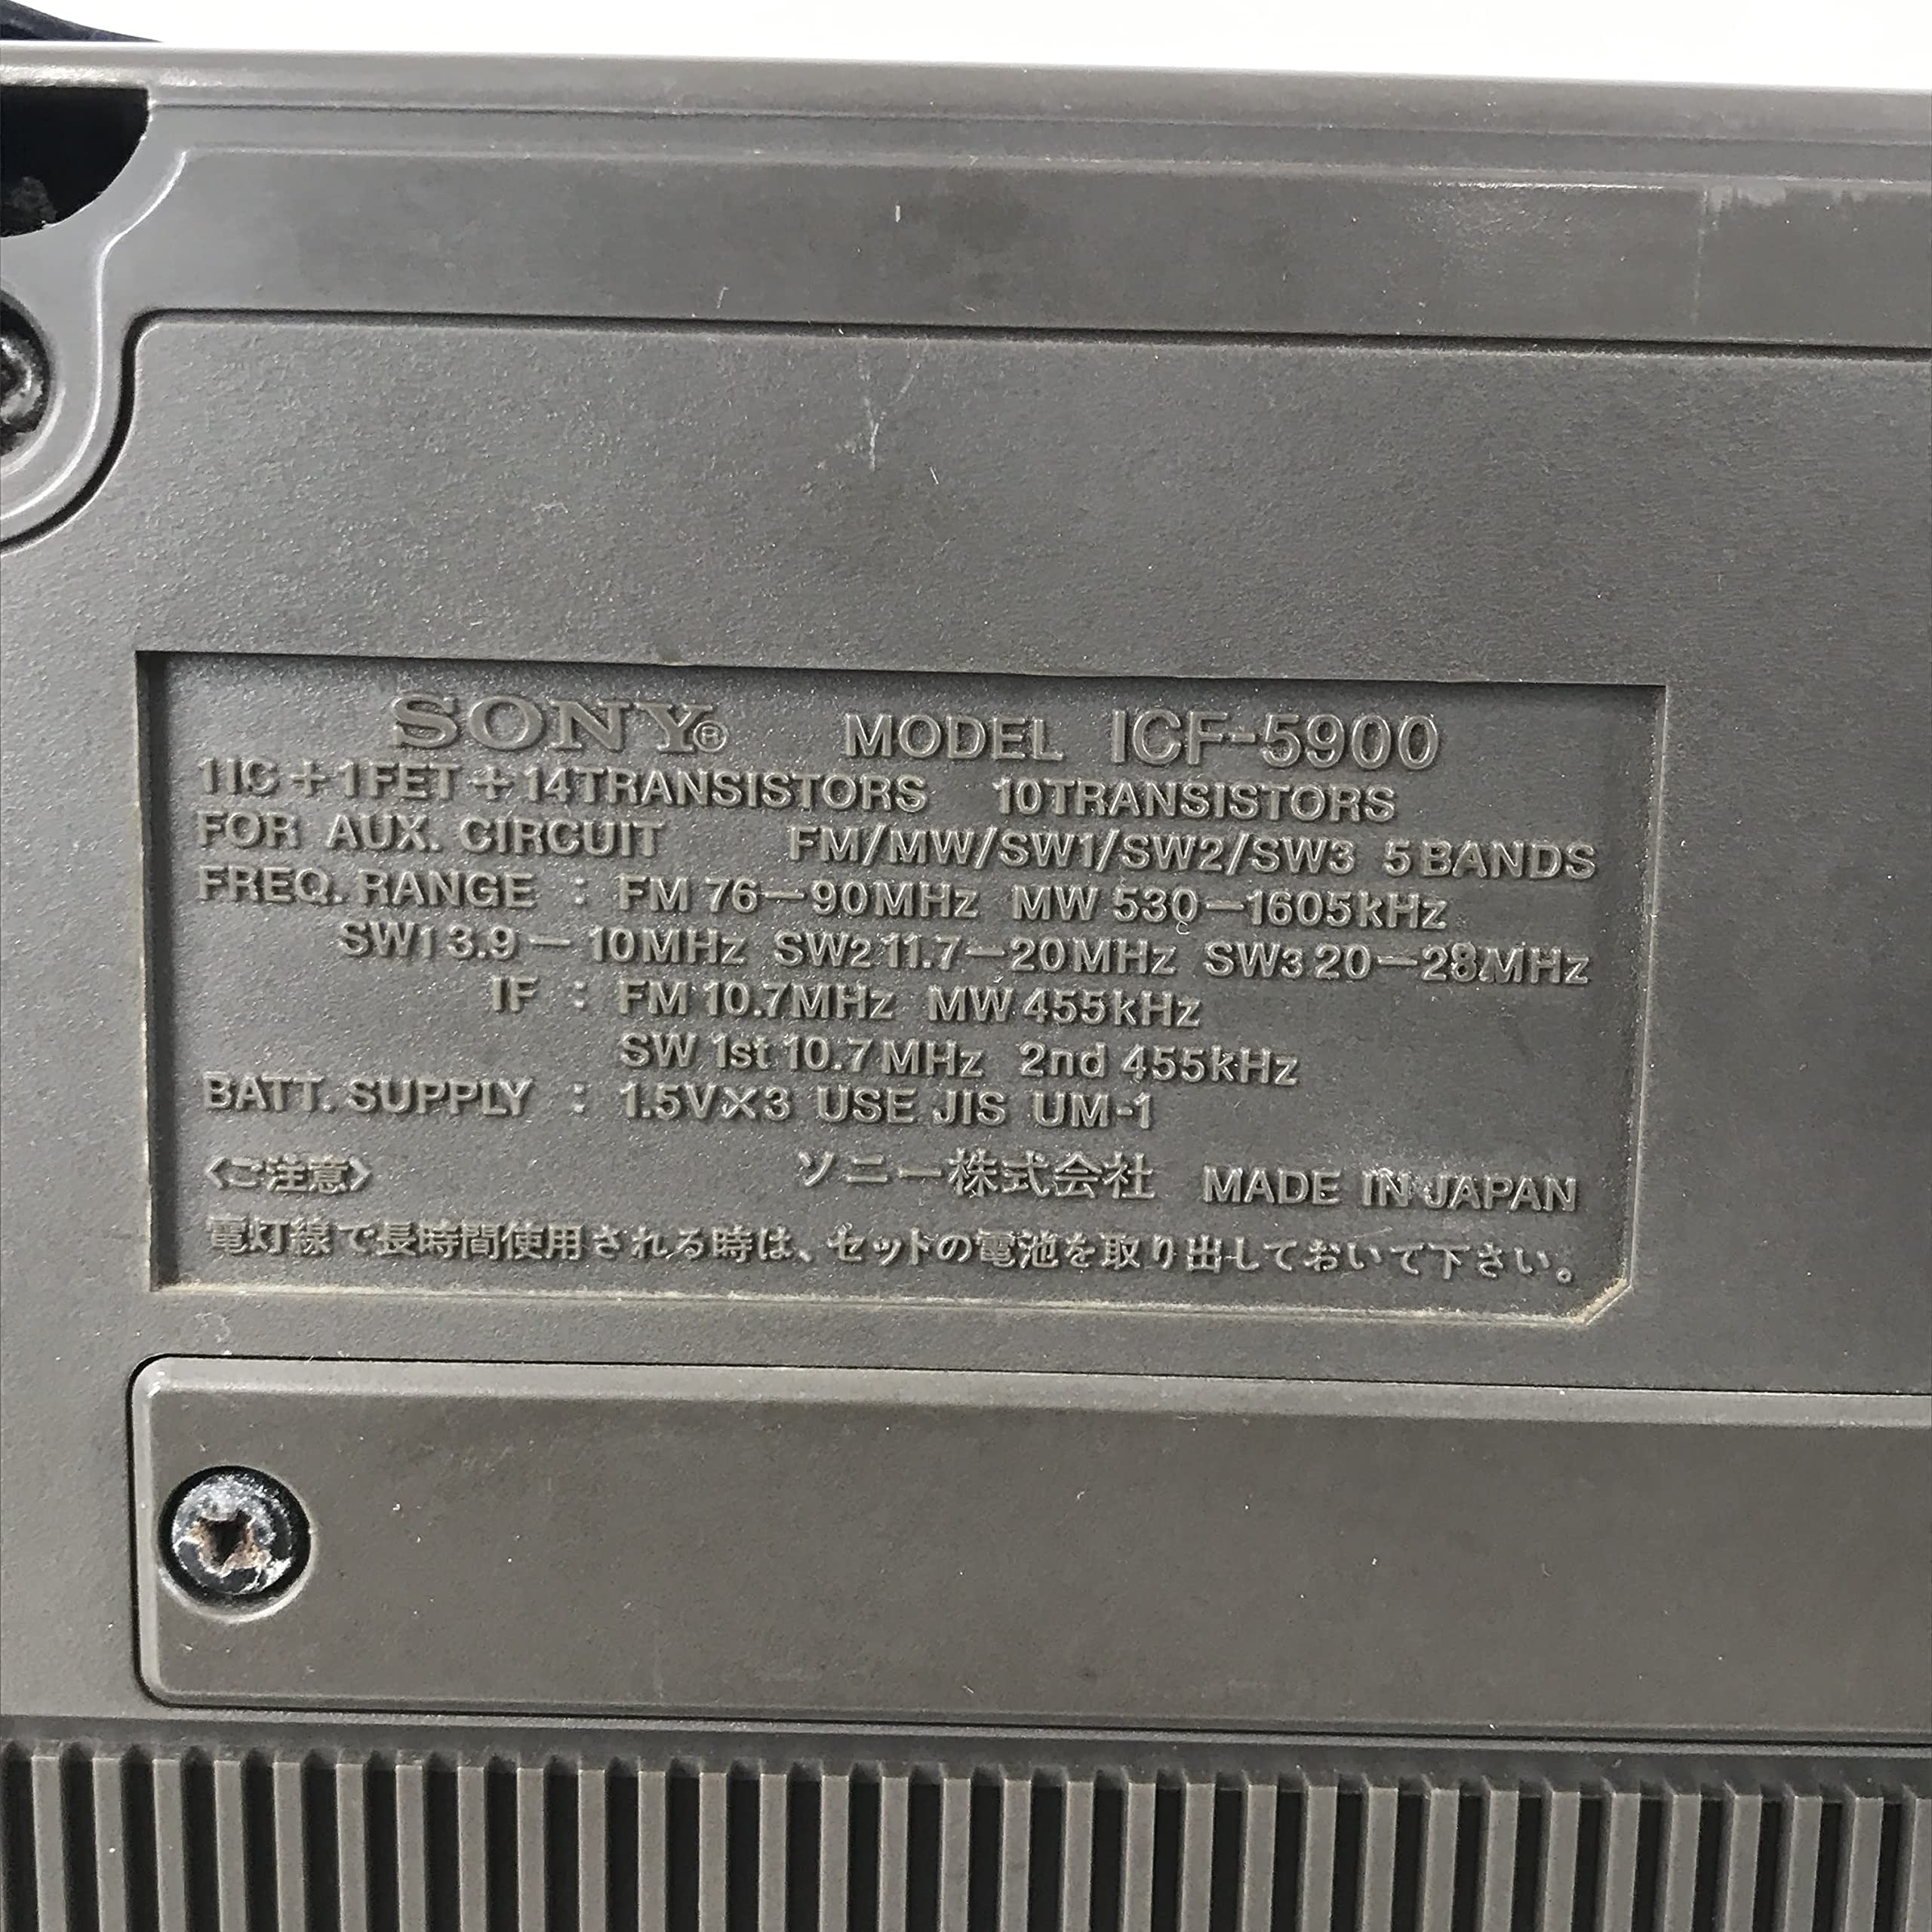 SONY® MODEL ICF-5900
1IC+1FET+14TRANSISTORS 10TRANSISTORS
FOR AUX. CIRCUIT FM/MW/SW1/SW2/SW3 5BANDS
FREQ. RANGE : FM 76—90MHz MW 530—1605kHz
SW1 3.9—10MHz SW2 11.7—20MHz SW3 20—28MHz
IF : FM 10.7MHz MW 455kHz
SW 1st 10.7MHz 2nd 455kHz
BATT. SUPPLY : 1.5V×3 USE JIS UM-1
〈ご注意〉 ソニー株式会社 MADE IN JAPAN
電灯線で長時間使用される時は、セットの電池を取り出しておいて下さい。